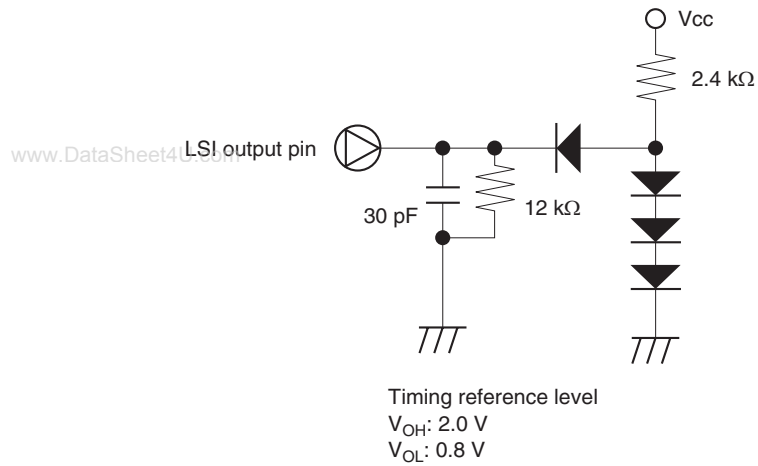 Vcc
2.4 kΩ
www.DataSheet4U.com
LSI output pin
30 pF
12 kΩ
Timing reference level
VOH: 2.0 V
VOL: 0.8 V